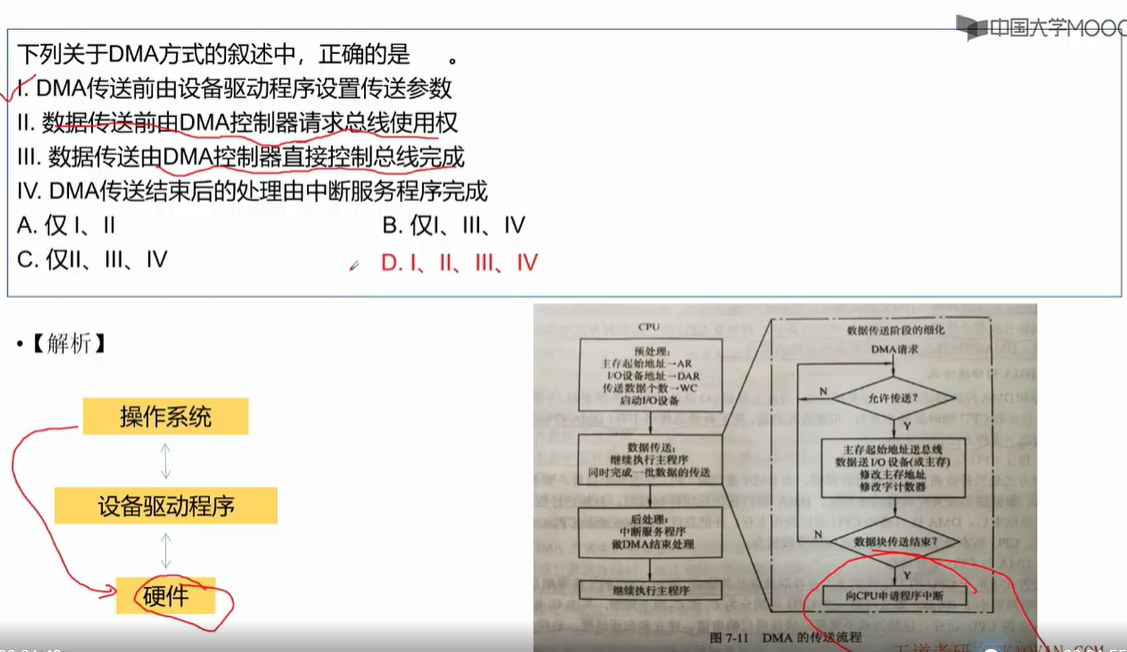 中国大学MOOC
下列关于DMA方式的叙述中，正确的是 。
I. DMA传送前由设备驱动程序设置传送参数
II. 数据传送前由DMA控制器请求总线使用权
III. 数据传送由DMA控制器直接控制总线完成
IV. DMA传送结束后的处理由中断服务程序完成
A. 仅 I、II
B. 仅I、III、IV
C. 仅II、III、IV
D. I、II、III、IV
•【解析】
操作系统
设备驱动程序
硬件
CPU
预处理：
主存起始地址→AR
I/O设备地址→DAR
传送数据个数→WC
启动I/O设备
数据传送：
继续执行主程序
同时完成一批数据的传送
后处理：
中断服务程序
做DMA结束处理
继续执行主程序
数据传送阶段的细化
DMA请求
N
允许传送？
Y
主存起始地址送总线
数据送I/O设备(或主存)
修改主存地址
修改字计数器
N
数据块传送结束？
Y
向CPU申请程序中断
图 7-11 DMA 的传送流程